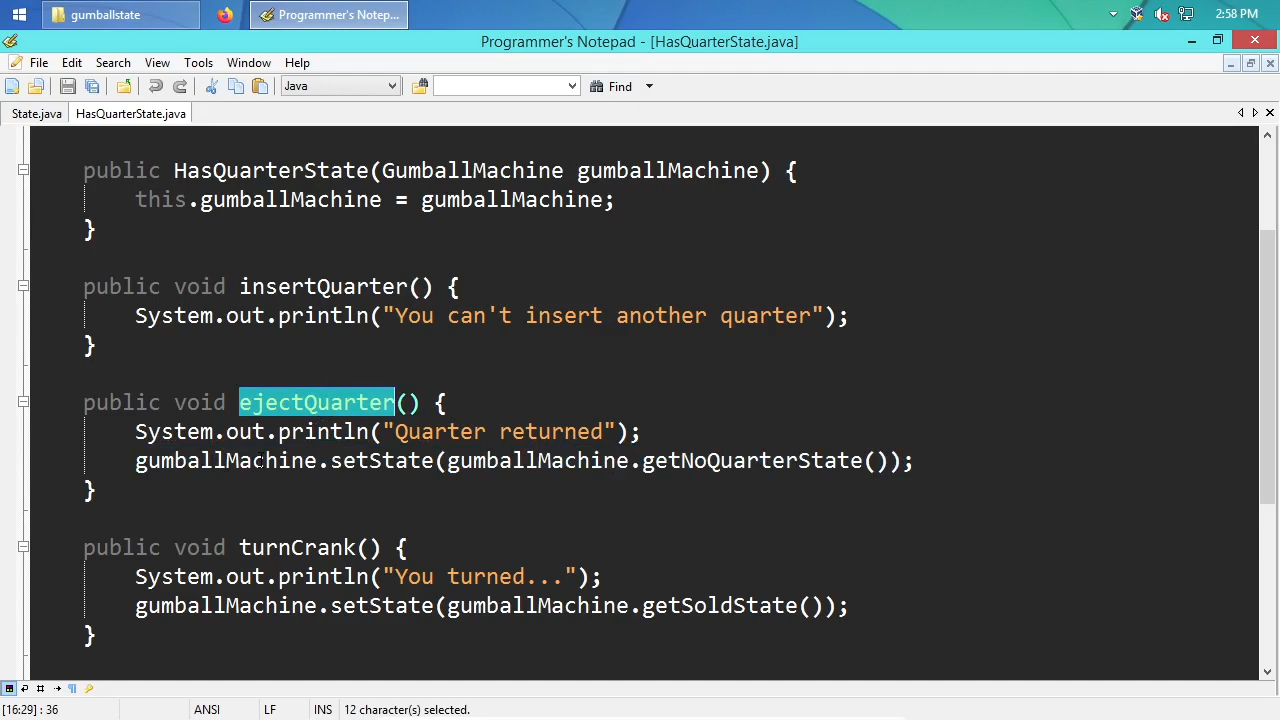 gumballstate
Programmer's Notep...
2:58 PM
Programmer's Notepad - [HasQuarterState.java]
File Edit Search View Tools Window Help
Java
Find
State.java HasQuarterState.java
public HasQuarterState(GumballMachine gumballMachine) {
this.gumballMachine = gumballMachine;
}
public void insertQuarter() {
System.out.println("You can't insert another quarter");
}
public void ejectQuarter() {
System.out.println("Quarter returned");
gumballMachine.setState(gumballMachine.getNoQuarterState());
}
public void turnCrank() {
System.out.println("You turned...");
gumballMachine.setState(gumballMachine.getSoldState());
}
[16:29] : 36 ANSI LF INS 12 character(s) selected.